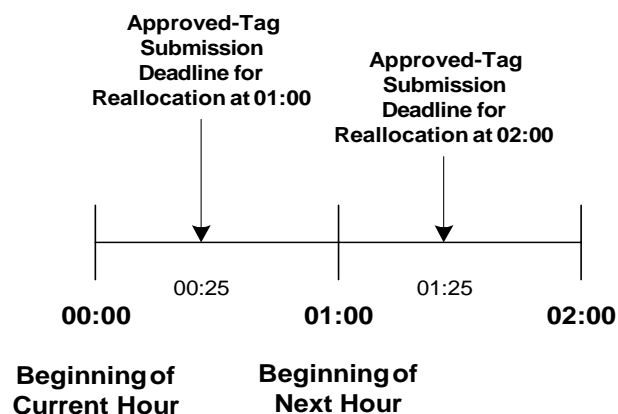 Approved-Tag
Submission
Deadline for
Reallocation at 01:00
Approved-Tag
Submission
Deadline for
Reallocation at 02:00
00:25
01:25
00:00
01:00
02:00
Beginning of
Current Hour
Beginning of
Next Hour